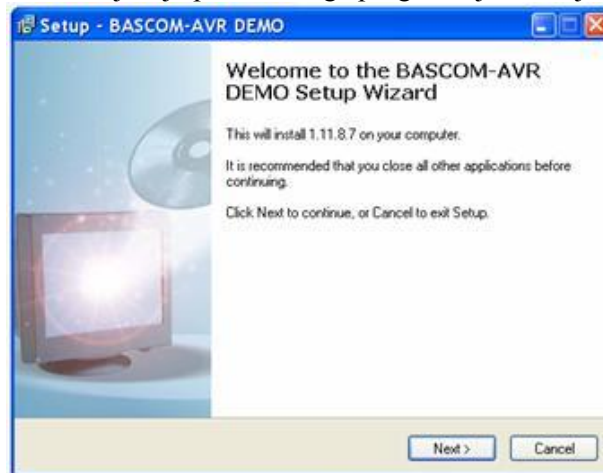 Setup - BASCOM-AVR DEMO
Welcome to the BASCOM-AVR
DEMO Setup Wizard
This will install 1.11.8.7 on your computer.
It is recommended that you close all other applications before
continuing.
Click Next to continue, or Cancel to exit Setup.
Next >
Cancel